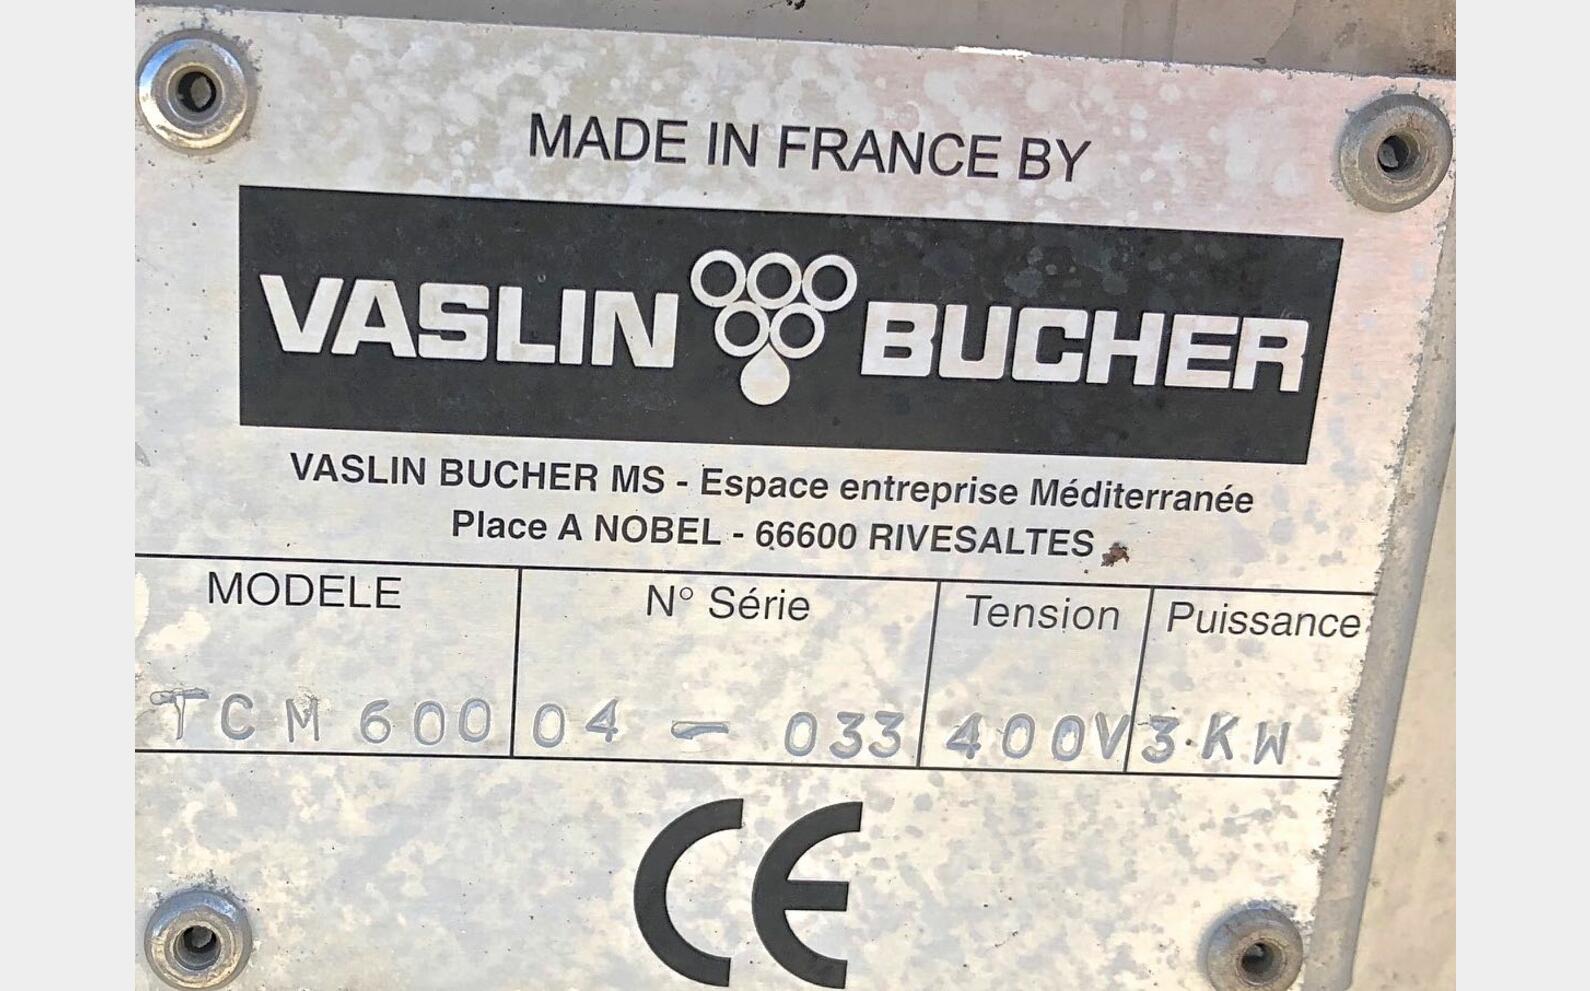 MADE IN FRANCE BY
VASLIN BUCHER
VASLIN BUCHER MS - Espace entreprise Méditerranée
Place A NOBEL - 66600 RIVESALTES
MODELE N° Série Tension Puissance
TCM 600 04 - 033 400V 3.KW
CE